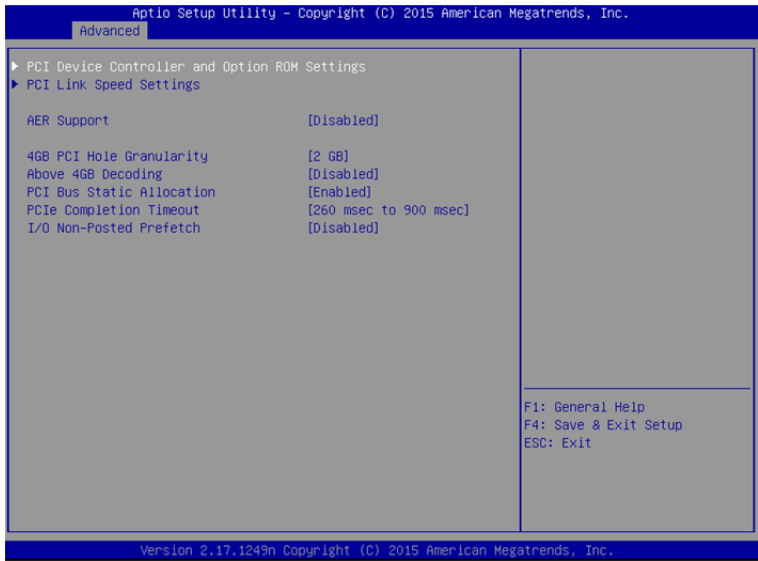 Aptio Setup Utility – Copyright (C) 2015 American Megatrends, Inc.
Advanced
PCI Device Controller and Option ROM Settings
PCI Link Speed Settings
AER Support [Disabled]
4GB PCI Hole Granularity [2 GB]
Above 4GB Decoding [Disabled]
PCI Bus Static Allocation [Enabled]
PCIe Completion Timeout [260 msec to 900 msec]
I/O Non-Posted Prefetch [Disabled]
F1: General Help
F4: Save & Exit Setup
ESC: Exit
Version 2.17.1249n Copyright (C) 2015 American Megatrends, Inc.